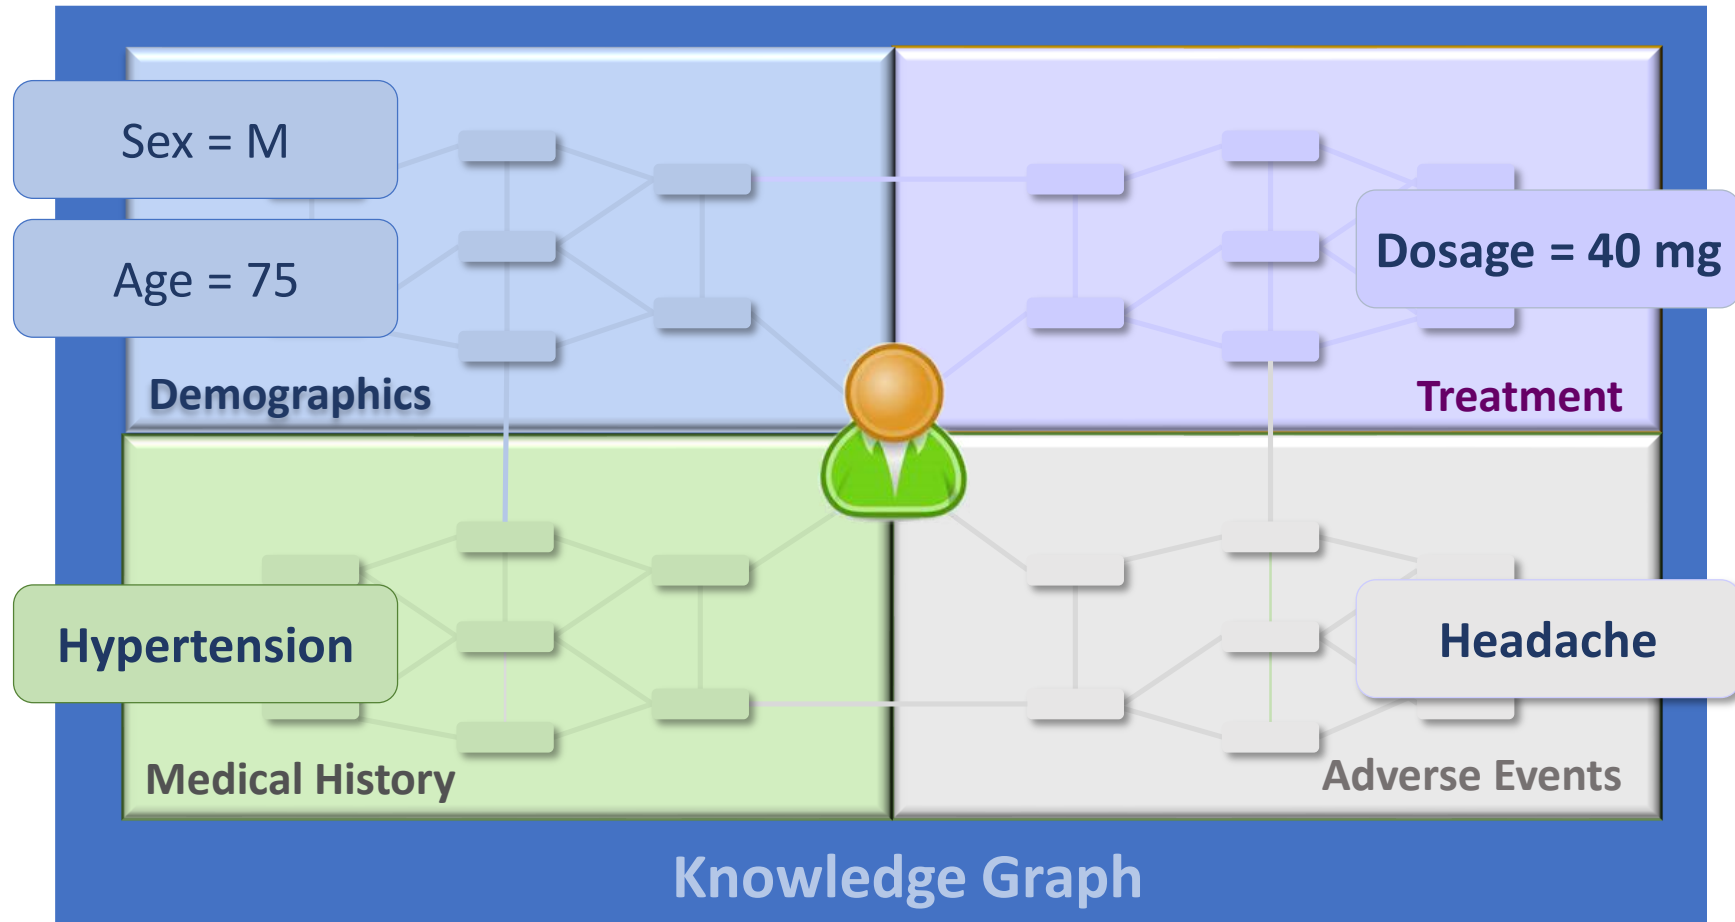 Sex = M
Age = 75
Demographics
Dosage = 40 mg
Treatment
Hypertension
Medical History
Headache
Adverse Events
Knowledge Graph